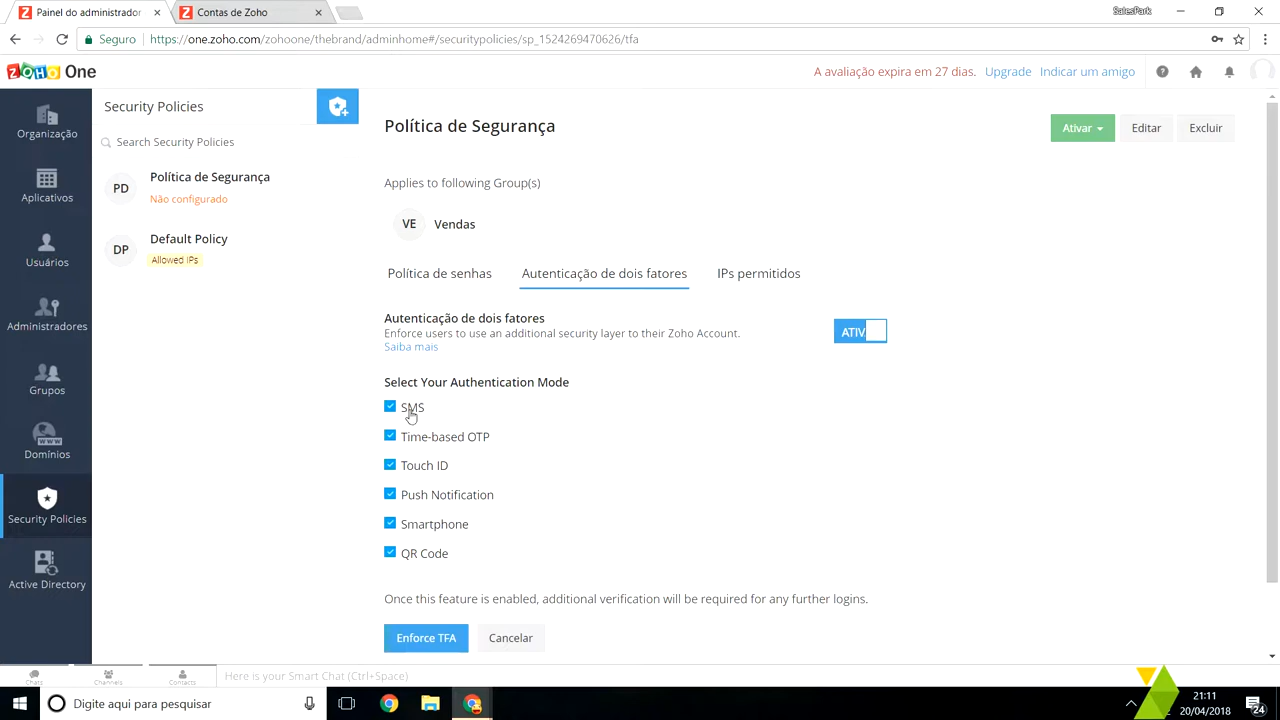 Painel do administrador
Contas de Zoho
SalesPark
Seguro
https://one.zoho.com/zohoone/thebrand/adminhome#/securitypolicies/sp_1524269470626/tfa
ZOHO One
A avaliação expira em 27 dias.
Upgrade
Indicar um amigo
Organização
Aplicativos
Usuários
Administradores
Grupos
Domínios
Security Policies
Active Directory
Security Policies
Search Security Policies
PD
Política de Segurança
Não configurado
DP
Default Policy
Allowed IPs
Política de Segurança
Ativar
Editar
Excluir
Applies to following Group(s)
VE
Vendas
Política de senhas
Autenticação de dois fatores
IPs permitidos
Autenticação de dois fatores
Enforce users to use an additional security layer to their Zoho Account.
Saiba mais
ATIV
Select Your Authentication Mode
SMS
Time-based OTP
Touch ID
Push Notification
Smartphone
QR Code
Once this feature is enabled, additional verification will be required for any further logins.
Enforce TFA
Cancelar
Chats
Channels
Contacts
Here is your Smart Chat (Ctrl+Space)
Digite aqui para pesquisar
21:11
20/04/2018
24